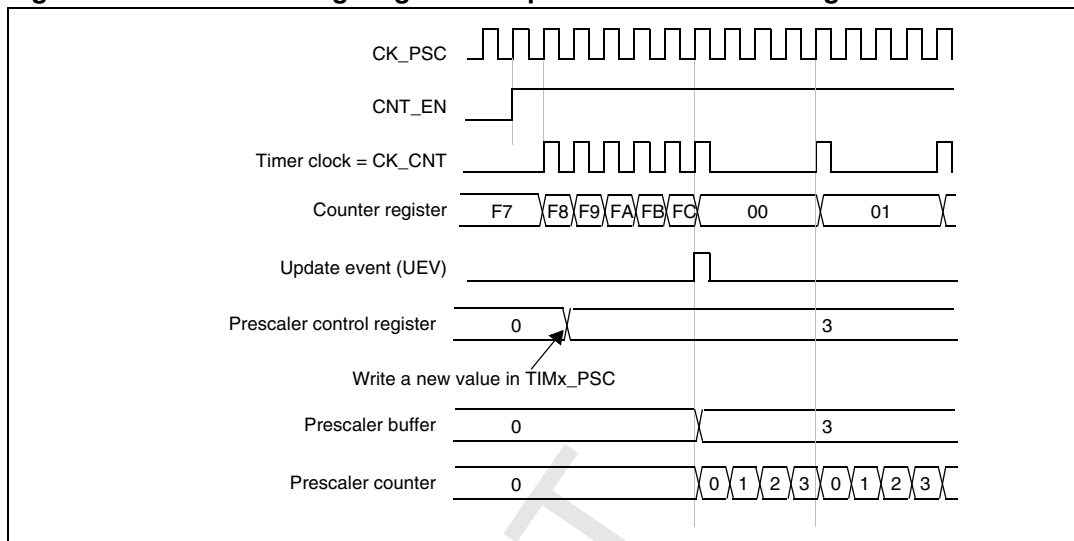 CK_PSC
CNT_EN
Timer clock = CK_CNT
Counter register F7 F8 F9 FA FB FC 00 01
Update event (UEV)
Prescaler control register 0 3
Write a new value in TIMx_PSC
Prescaler buffer 0 3
Prescaler counter 0 0 1 2 3 0 1 2 3